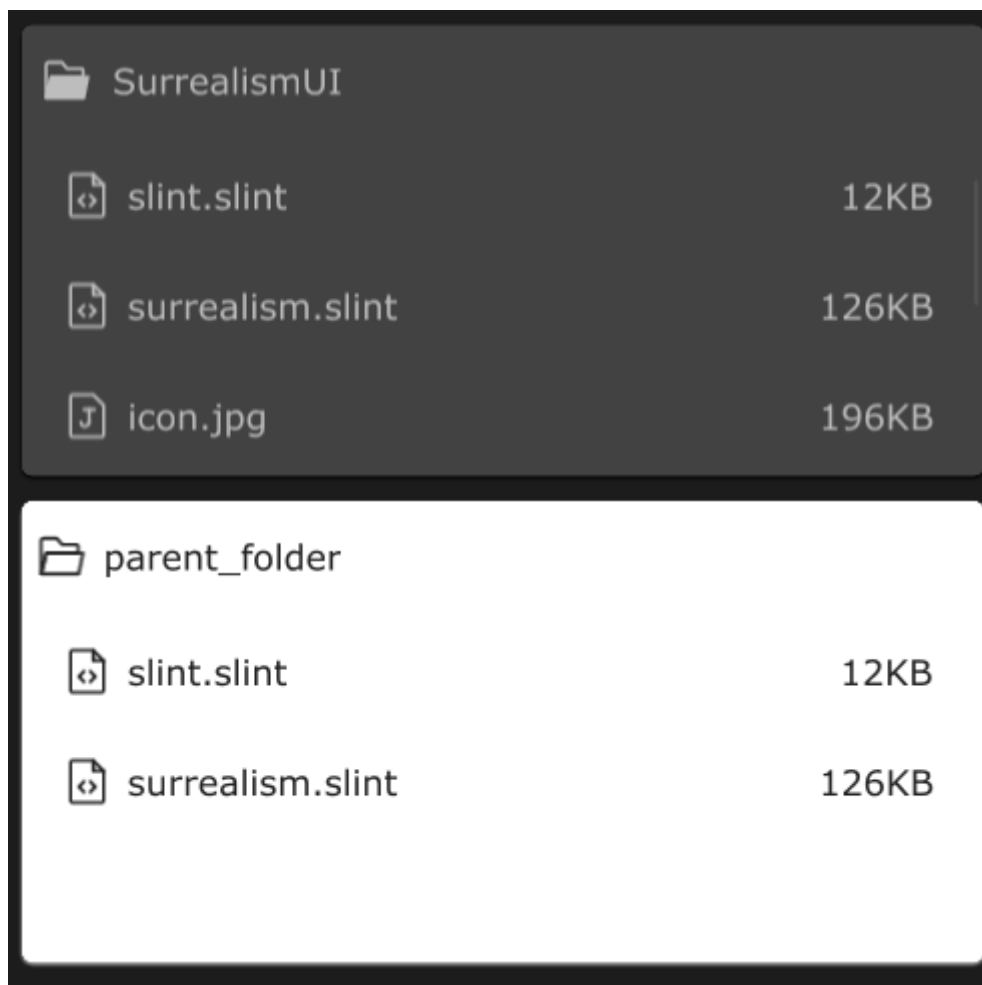 SurrealismUI
slint.slint 12KB
surrealism.slint 126KB
J icon.jpg 196KB
parent_folder
slint.slint 12KB
surrealism.slint 126KB